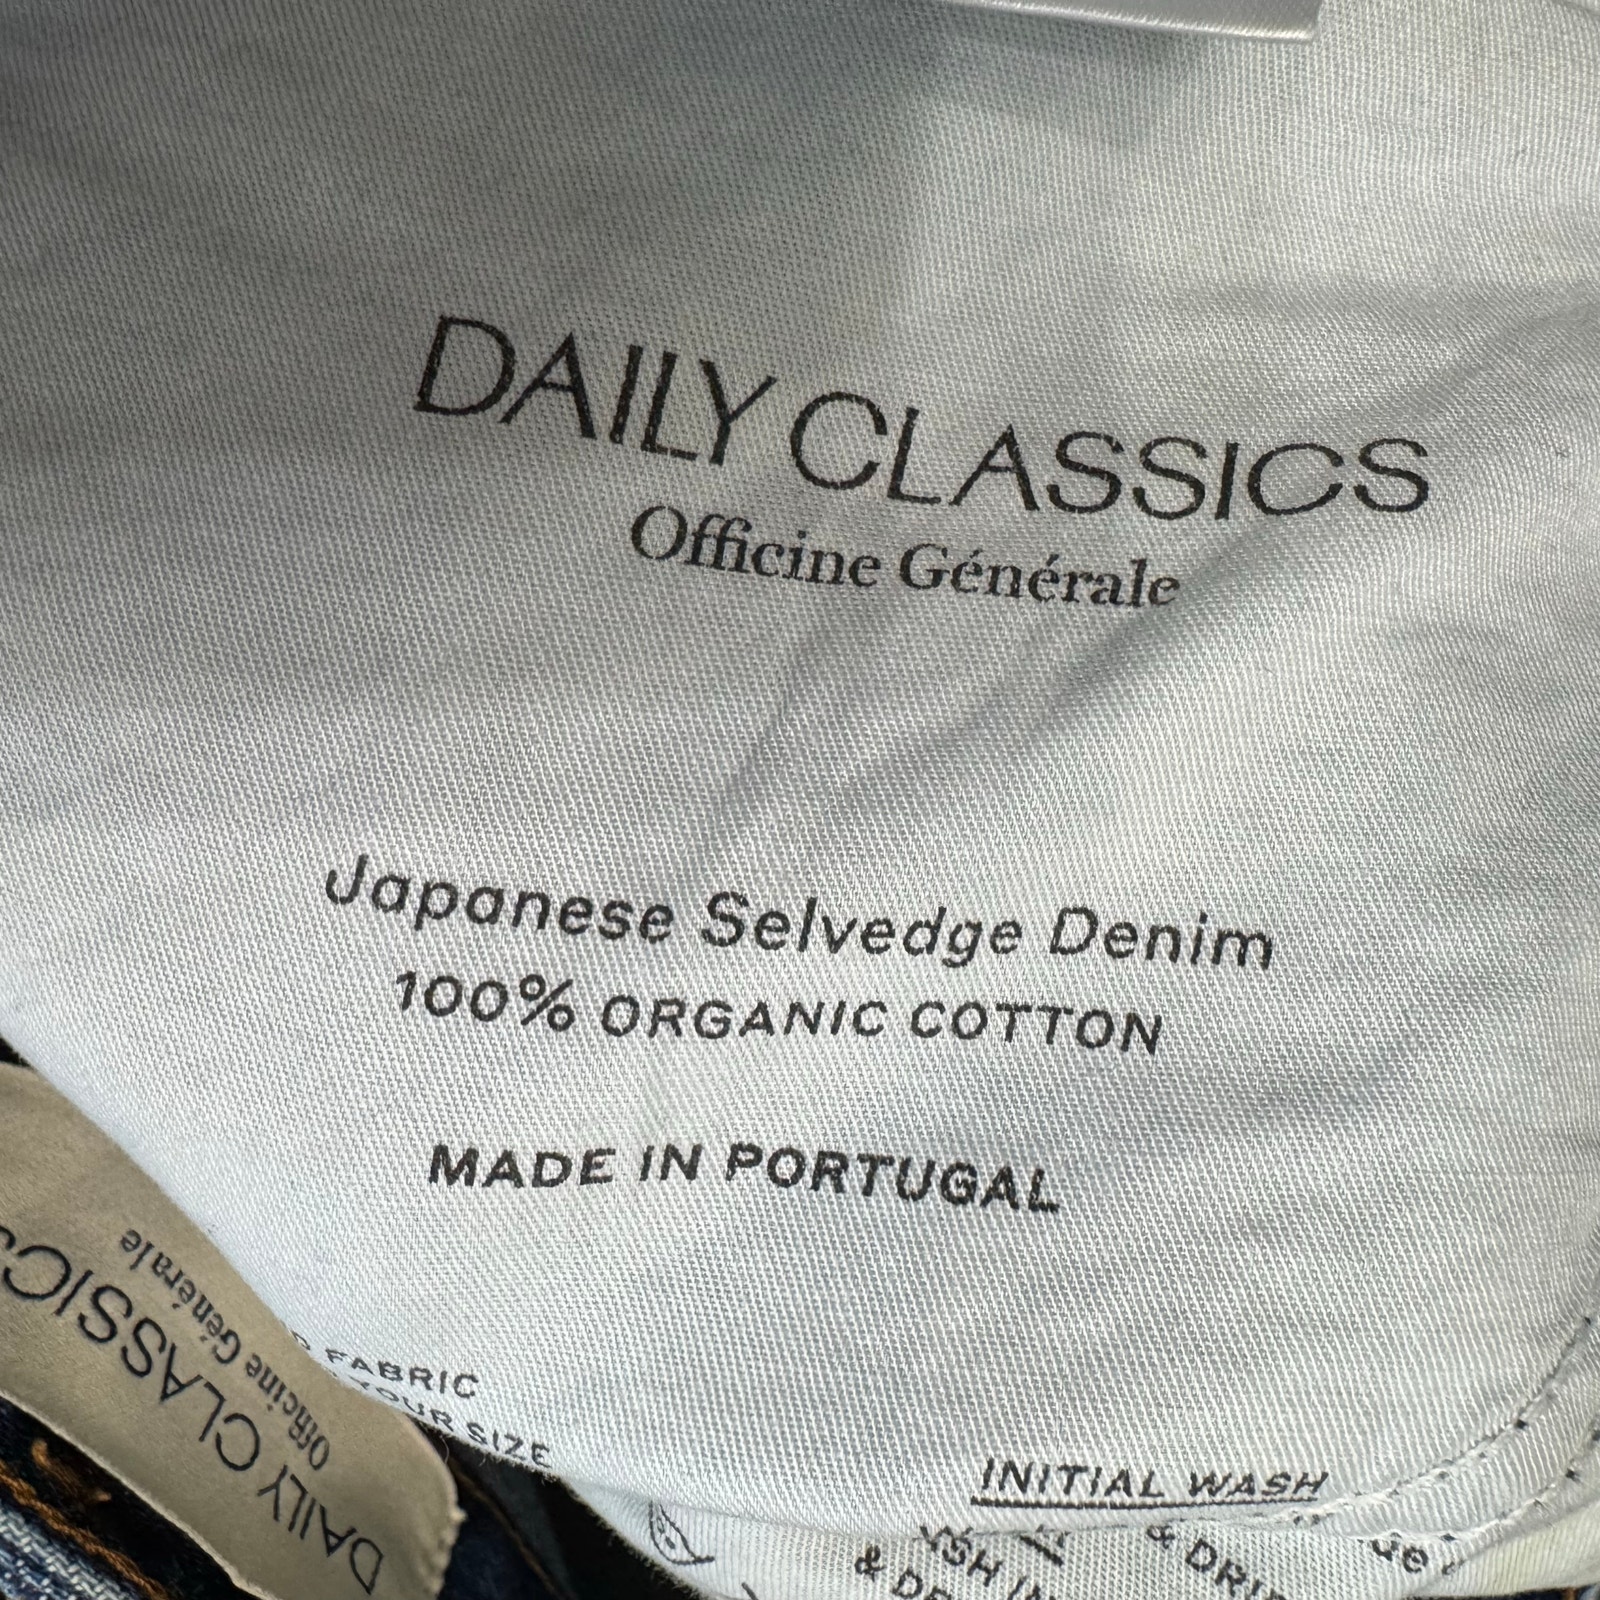 DAILY CLASSICS
Officine Générale
Japanese Selvedge Denim
100% ORGANIC COTTON
MADE IN PORTUGAL
DAILY CLASSICS
Officine Générale
FABRIC
YOUR SIZE
INITIAL WASH
& DRI